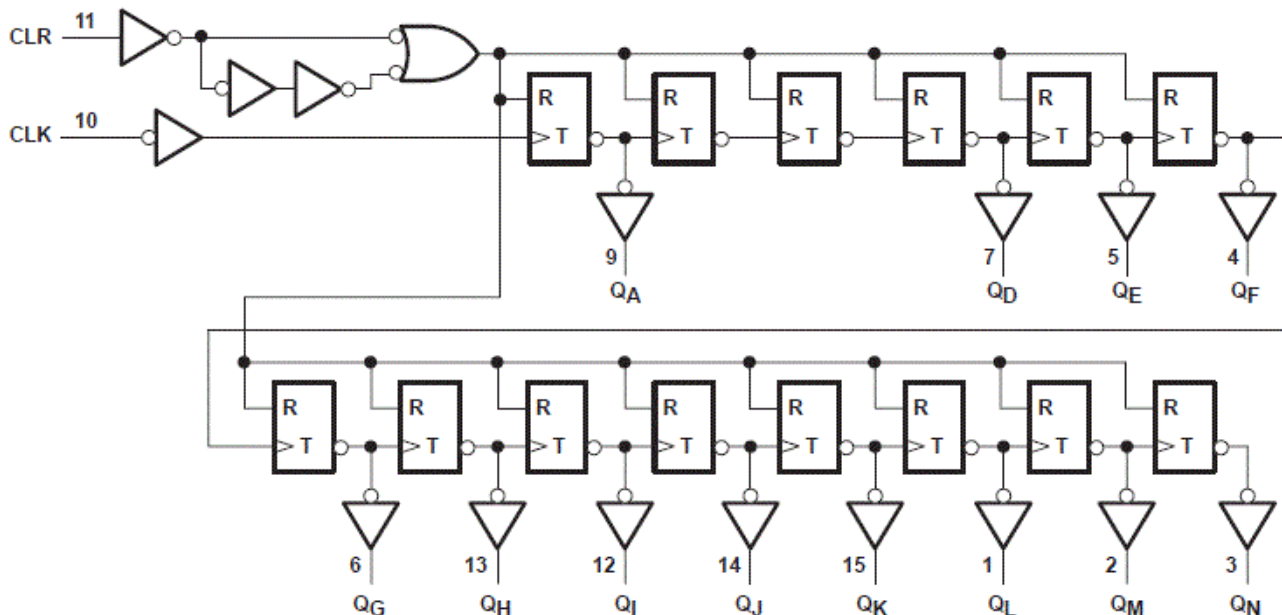 11
CLR
R R R R R R
10
CLK
T T T T T T
9 7 5 4
QA QD QE QF
R R R R R R R R
T T T T T T T T
6 13 12 14 15 1 2 3
QG QH QI QJ QK QL QM QN